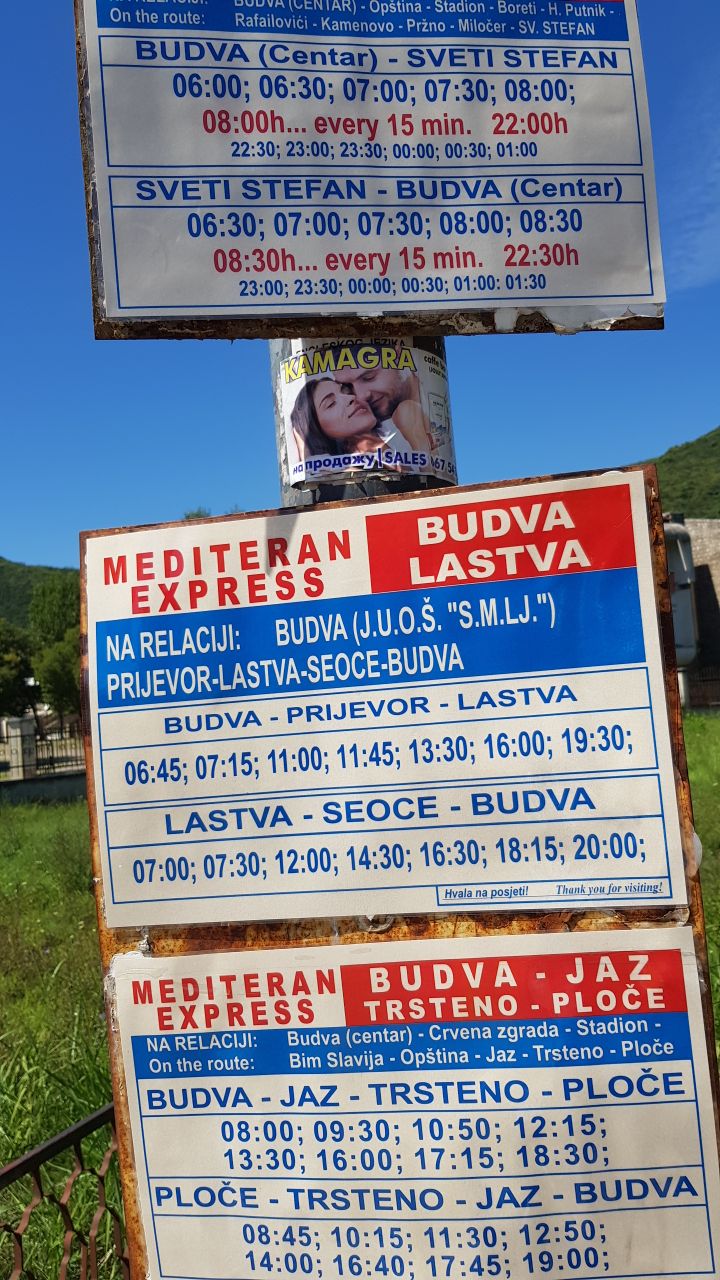 NA RELACIJI: BUDVA (CENTAR) - Opština - Stadion - Boreti - H. Putnik -
On the route: Rafailovići - Kamenovo - Pržno - Miločer - SV. STEFAN
BUDVA (Centar) - SVETI STEFAN
06:00; 06:30; 07:00; 07:30; 08:00;
08:00h... every 15 min. 22:00h
22:30; 23:00; 23:30; 00:00; 00:30; 01:00
SVETI STEFAN - BUDVA (Centar)
06:30; 07:00; 07:30; 08:00; 08:30
08:30h... every 15 min. 22:30h
23:00; 23:30; 00:00; 00:30; 01:00: 01:30
ENGLESKOG JEZIKA
KAMAGRA
на продажу | SALES 067 5
MEDITERAN
EXPRESS
BUDVA
LASTVA
NA RELACIJI: BUDVA (J.U.O.Š. "S.M.LJ.")
PRIJEVOR-LASTVA-SEOCE-BUDVA
BUDVA - PRIJEVOR - LASTVA
06:45; 07:15; 11:00; 11:45; 13:30; 16:00; 19:30;
LASTVA - SEOCE - BUDVA
07:00; 07:30; 12:00; 14:30; 16:30; 18:15; 20:00;
Hvala na posjeti! Thank you for visiting!
MEDITERAN
EXPRESS
BUDVA - JAZ
TRSTENO - PLOČE
NA RELACIJI: Budva (centar) - Crvena zgrada - Stadion -
On the route: Bim Slavija - Opština - Jaz - Trsteno - Ploče
BUDVA - JAZ - TRSTENO - PLOČE
08:00; 09:30; 10:50; 12:15;
13:30; 16:00; 17:15; 18:30;
PLOČE - TRSTENO - JAZ - BUDVA
08:45; 10:15; 11:30; 12:50;
14:00; 16:40; 17:45; 19:00;